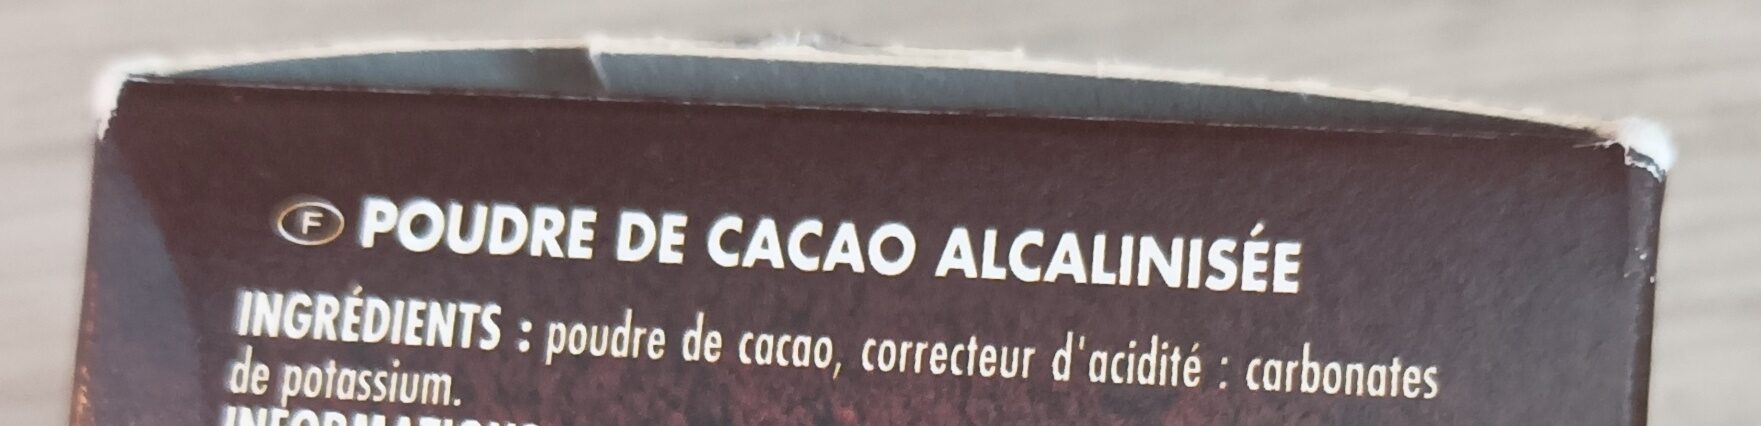 F POUDRE DE CACAO ALCALINISÉE
INGRÉDIENTS : poudre de cacao, correcteur d'acidité : carbonates
de potassium.